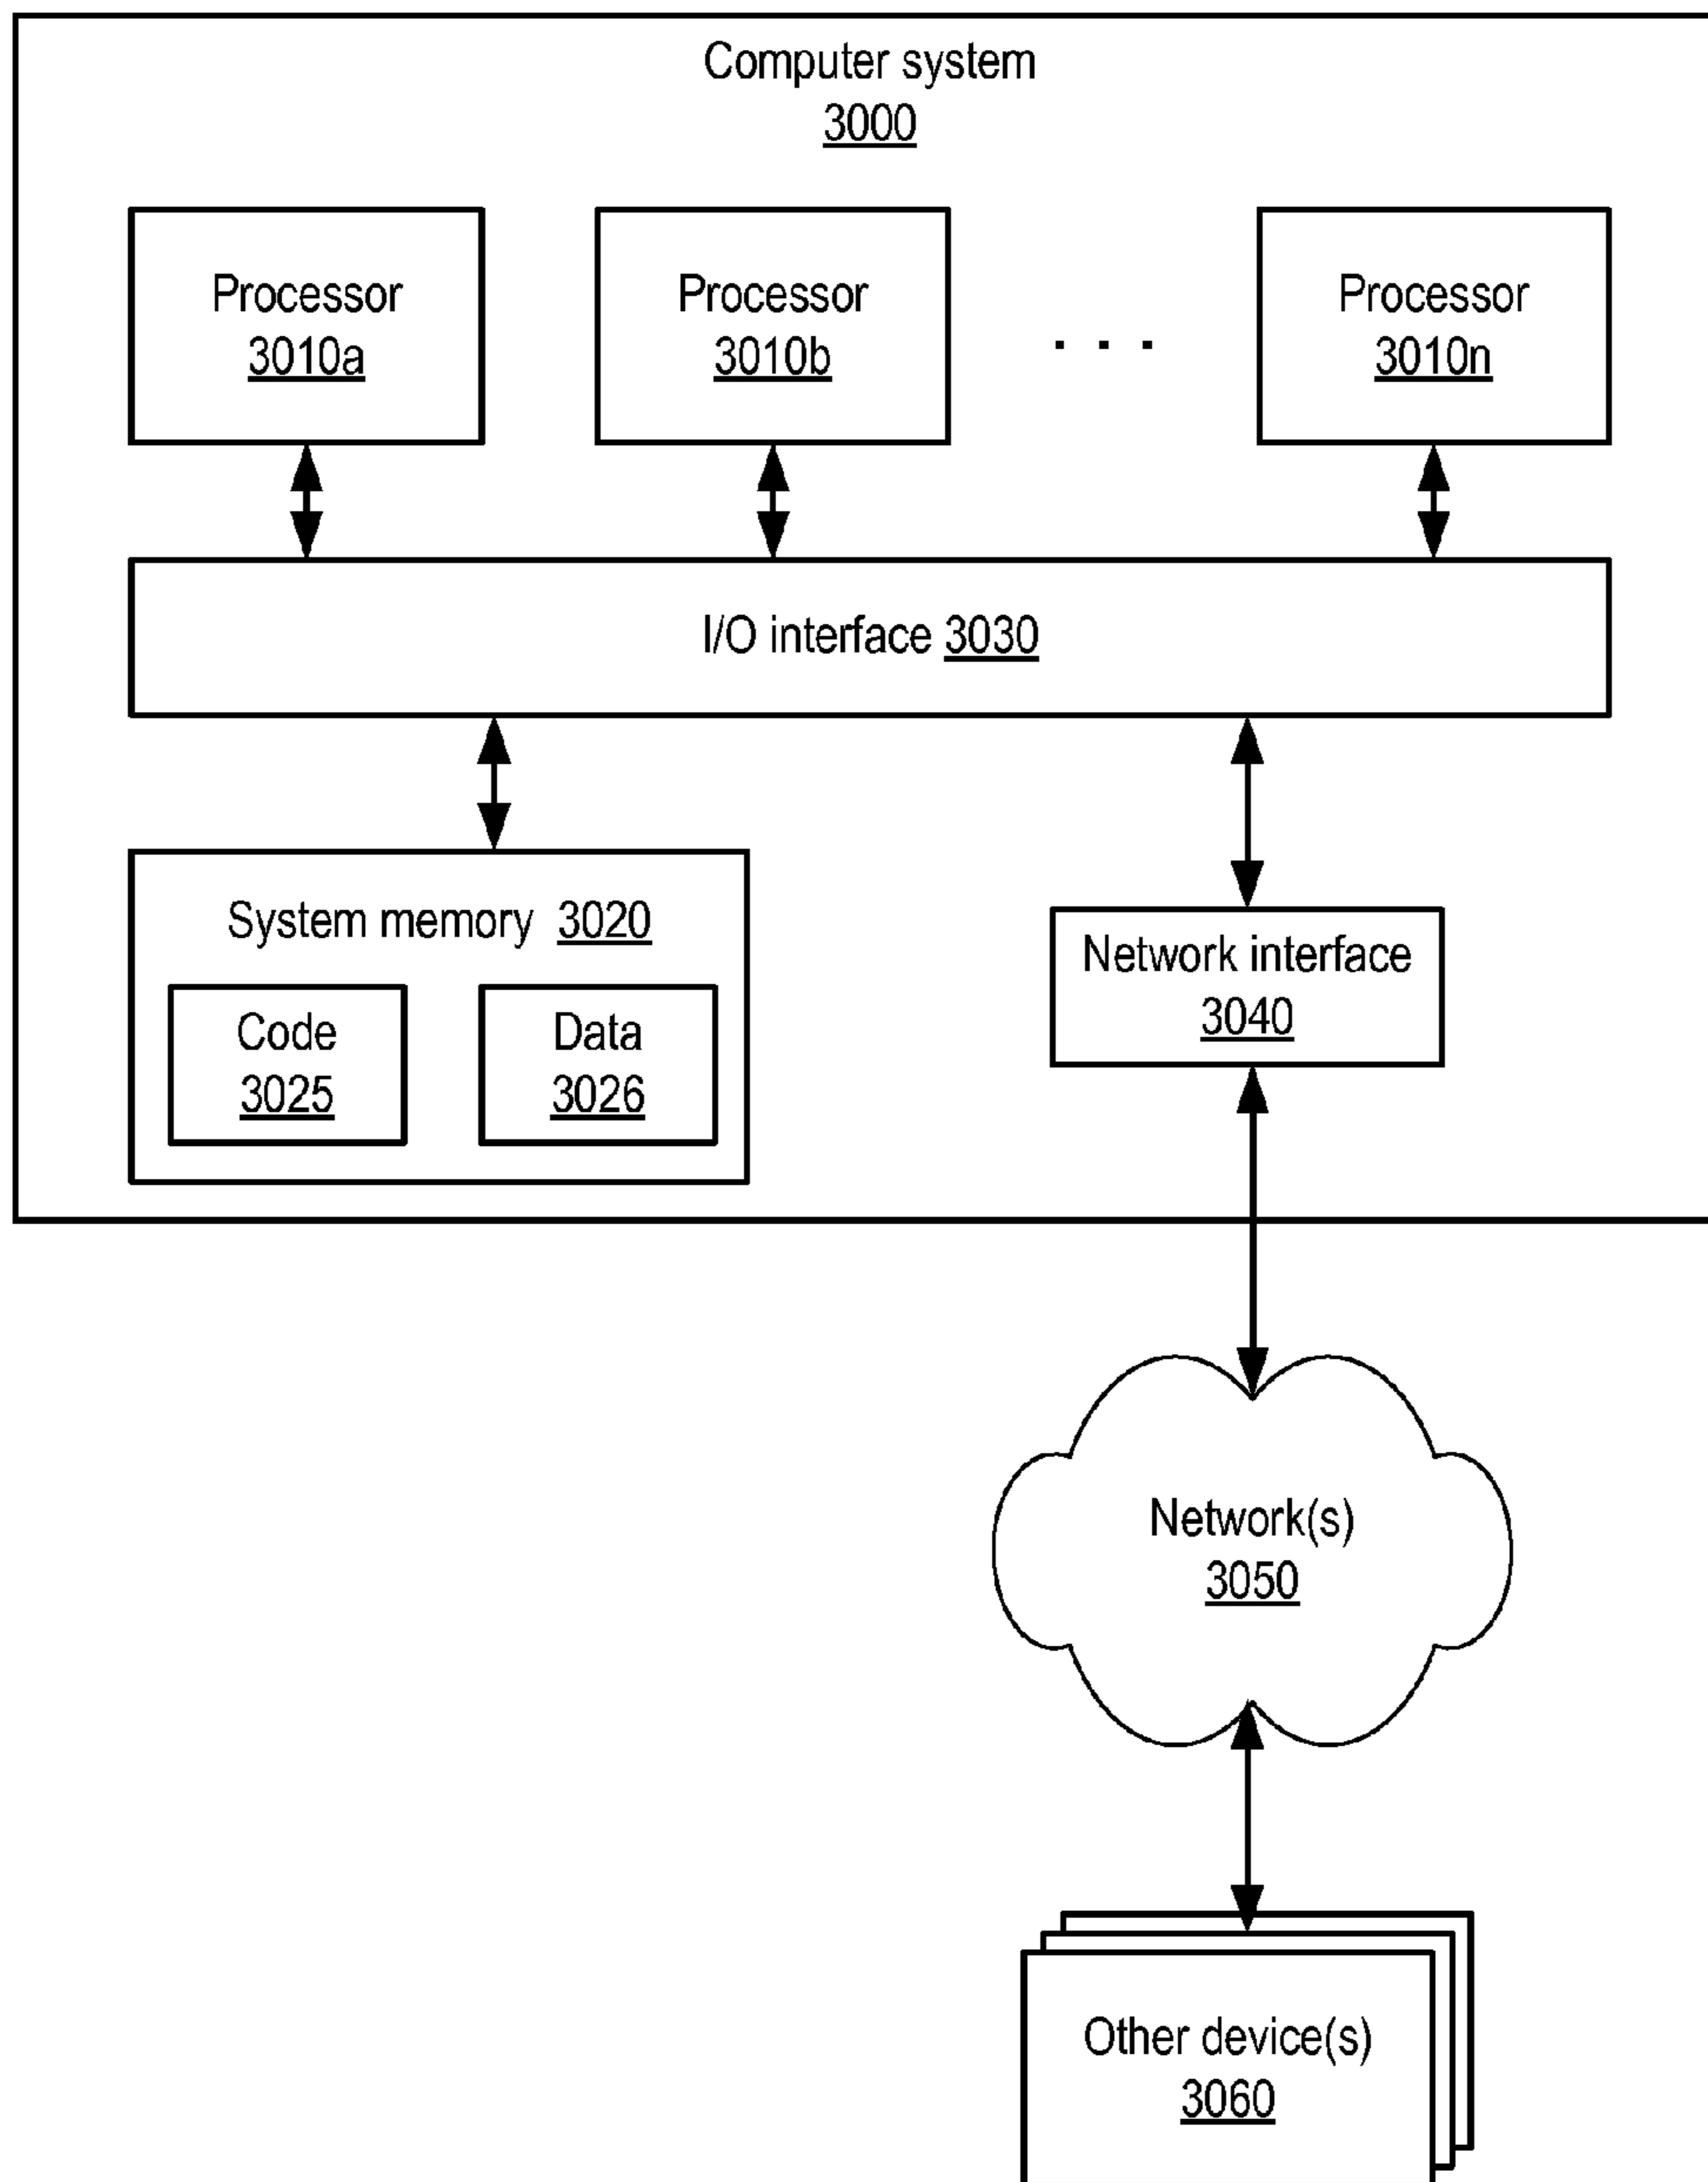 Computer system
3000
Processor
3010a
Processor
3010b
. . .
Processor
3010n
I/O interface 3030
System memory 3020
Code
3025
Data
3026
Network interface
3040
Network(s)
3050
Other device(s)
3060